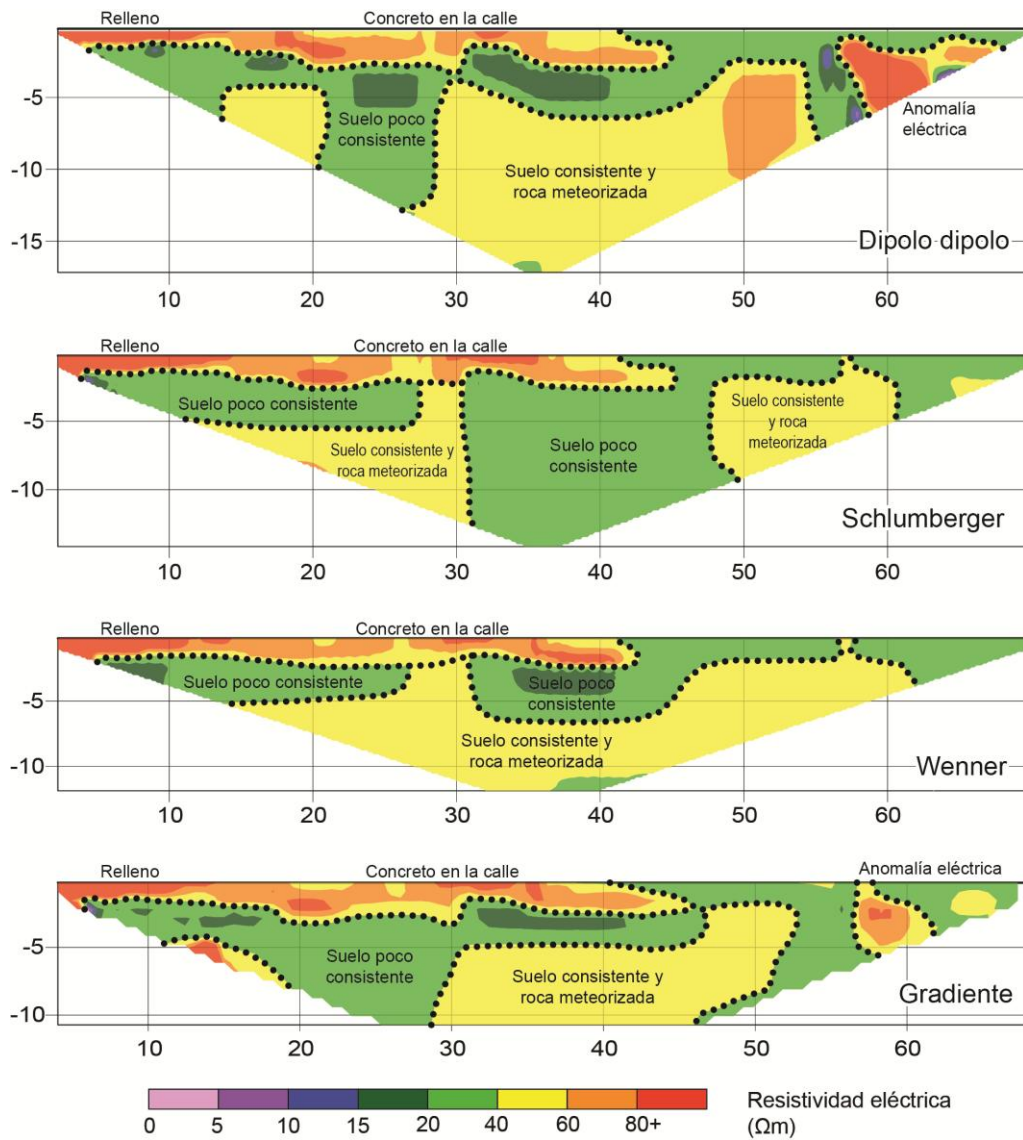 Relleno
Concreto en la calle
-5
-10
-15
Suelo poco
consistente
Suelo consistente y
roca meteorizada
Anomalía
eléctrica
Dipolo dipolo
10 20 30 40 50 60
Relleno
Concreto en la calle
-5
-10
Suelo poco consistente
Suelo consistente y
roca meteorizada
Suelo poco
consistente
Suelo consistente
y roca
meteorizada
Schlumberger
10 20 30 40 50 60
Relleno
Concreto en la calle
-5
-10
Suelo poco consistente
Suelo poco
consistente
Suelo consistente y
roca meteorizada
Wenner
10 20 30 40 50 60
Relleno
Concreto en la calle
Anomalía eléctrica
-5
-10
Suelo poco
consistente
Suelo consistente y
roca meteorizada
Gradiente
10 20 30 40 50 60
0 5 10 15 20 40 60 80+
Resistividad eléctrica
(Ωm)